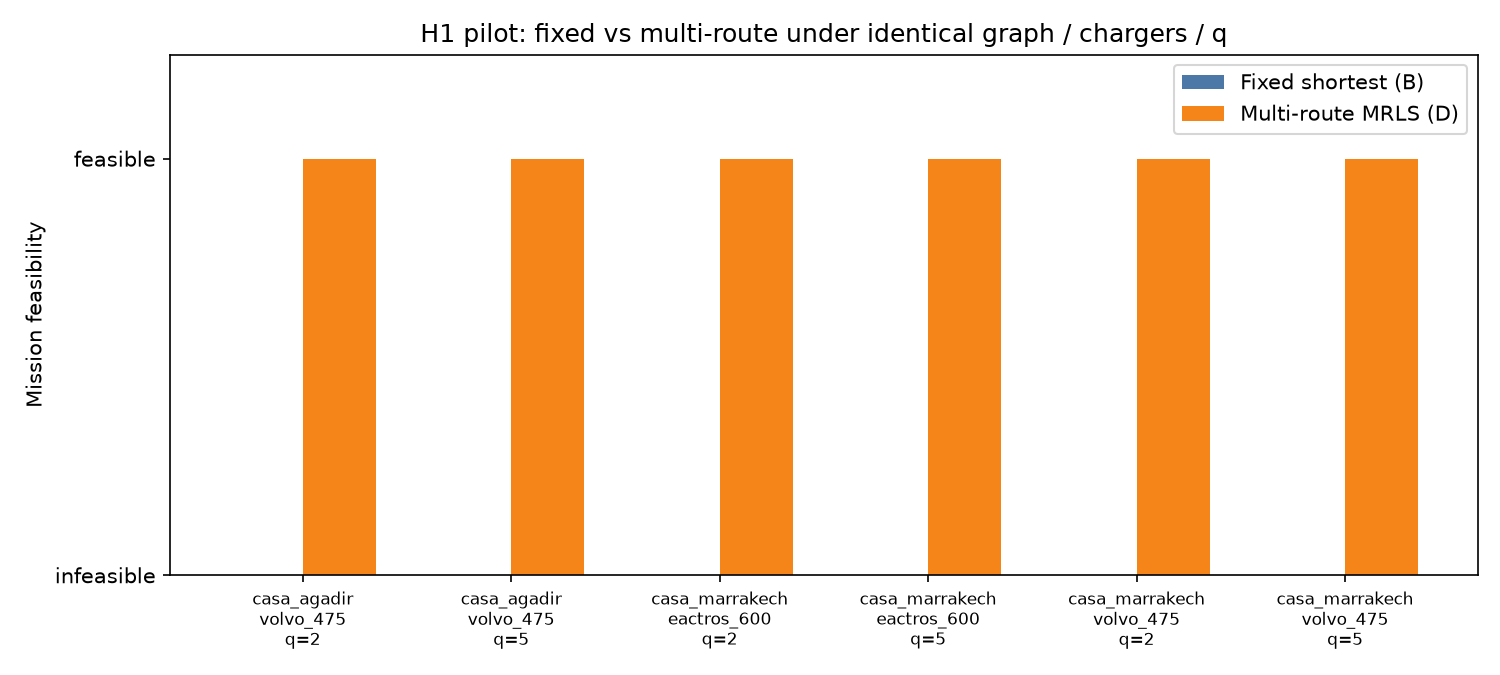 H1 pilot: fixed vs multi-route under identical graph / chargers / q
Fixed shortest (B)
Multi-route MRLS (D)
feasible
Mission feasibility
infeasible
casa_agadir
volvo_475
q=2
casa_agadir
volvo_475
q=5
casa_marrakech
eactros_600
q=2
casa_marrakech
eactros_600
q=5
casa_marrakech
volvo_475
q=2
casa_marrakech
volvo_475
q=5